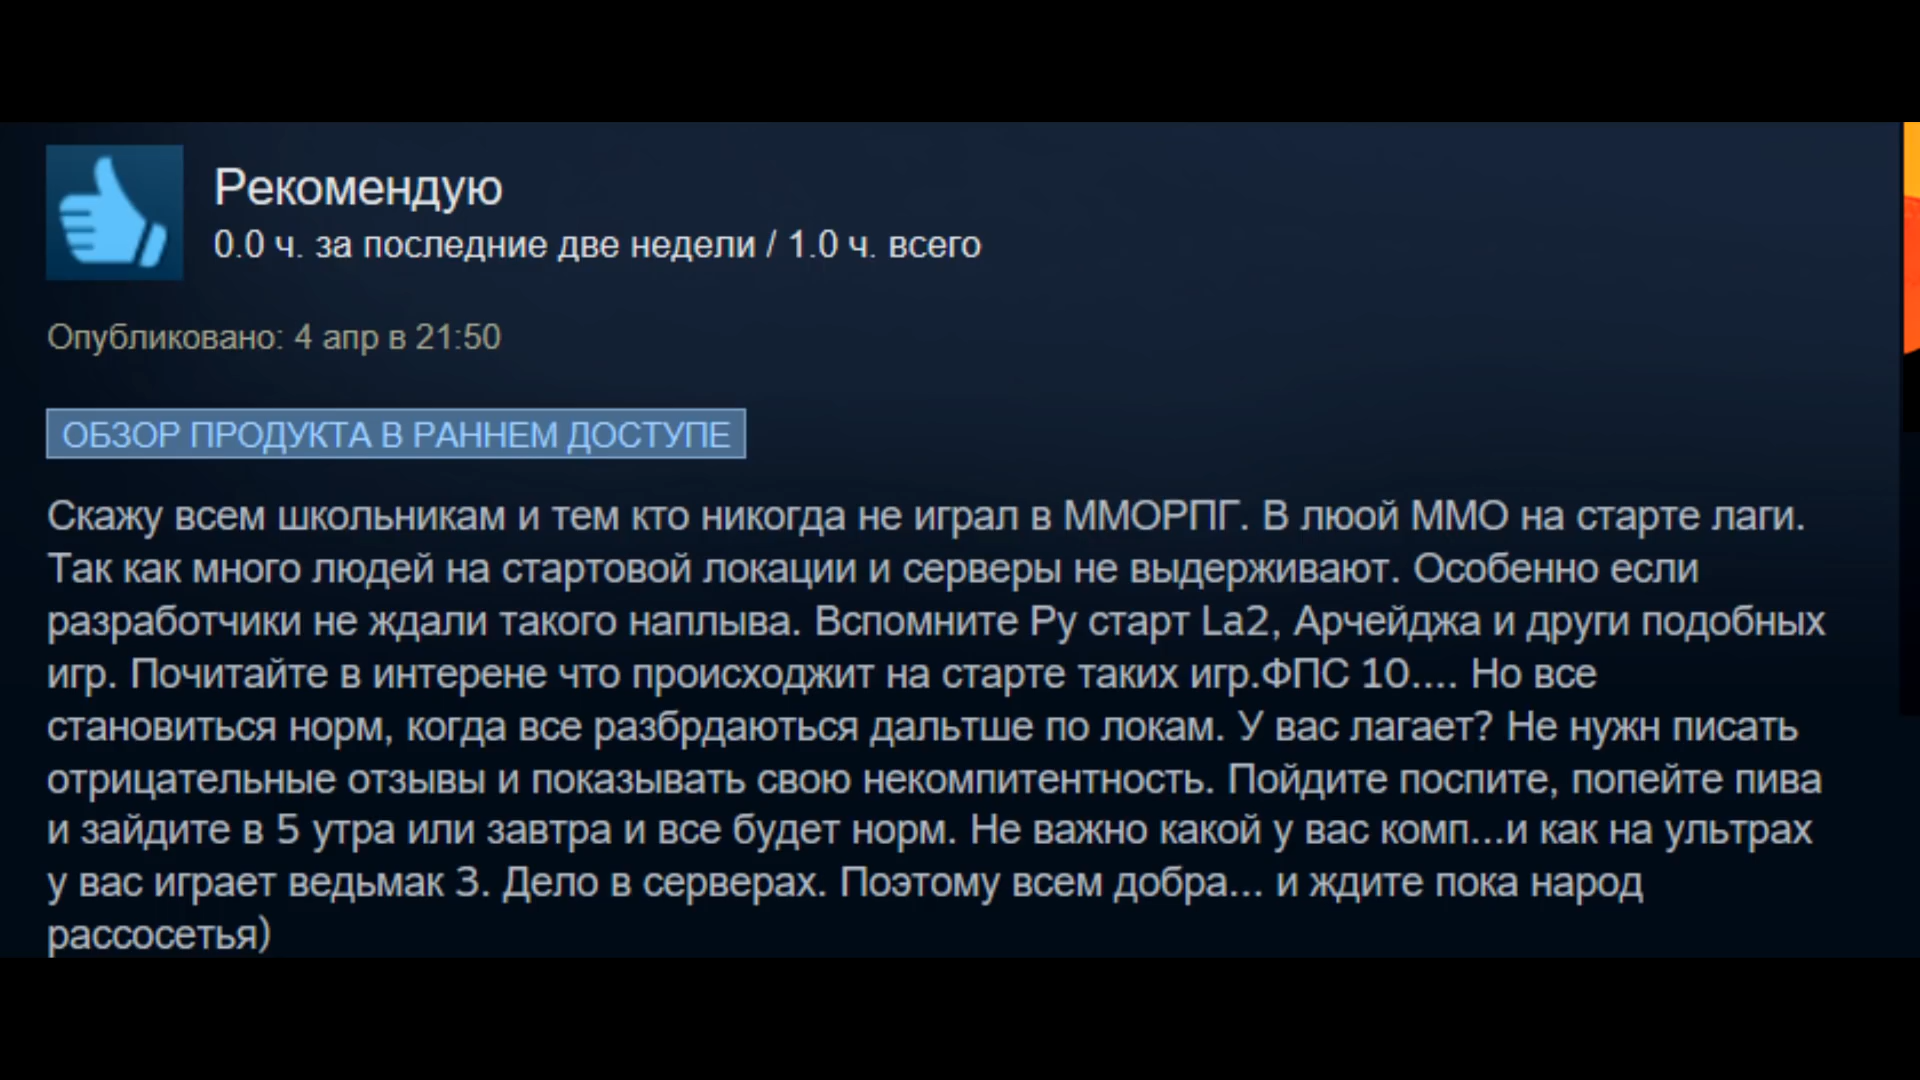 Рекомендую
0.0 ч. за последние две недели / 1.0 ч. всего
Опубликовано: 4 апр в 21:50
ОБЗОР ПРОДУКТА В РАННЕМ ДОСТУПЕ
Скажу всем школьникам и тем кто никогда не играл в ММОРПГ. В люой ММО на старте лаги.
Так как много людей на стартовой локации и серверы не выдерживают. Особенно если
разработчики не ждали такого наплыва. Вспомните Ру старт La2, Арчейджа и други подобных
игр. Почитайте в интерене что происходжит на старте таких игр.ФПС 10.... Но все
становиться норм, когда все разбрдаються дальтше по локам. У вас лагает? Не нужн писать
отрицательные отзывы и показывать свою некомпитентность. Пойдите поспите, попейте пива
и зайдите в 5 утра или завтра и все будет норм. Не важно какой у вас комп...и как на ультрах
у вас играет ведьмак 3. Дело в серверах. Поэтому всем добра... и ждите пока народ
рассосетья)